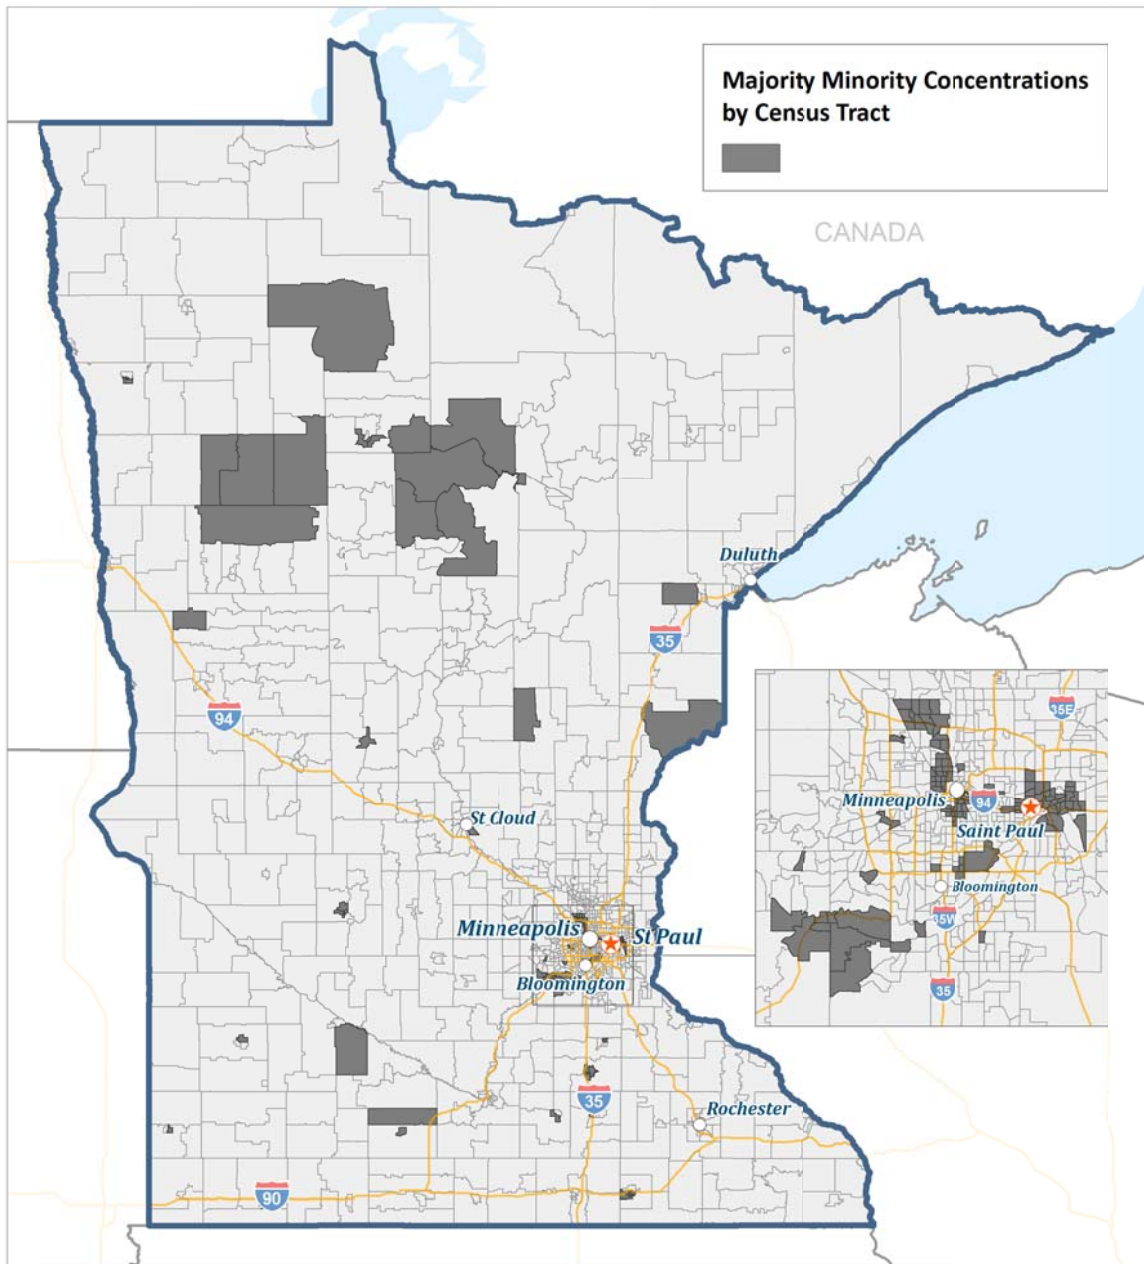 Majority Minority Concentrations
by Census Tract
CANADA
Duluth
35
94
St Cloud
Minneapolis
St Paul
Bloomington
35
Rochester
90
35E
Minneapolis
94
Saint Paul
Bloomington
35W
35